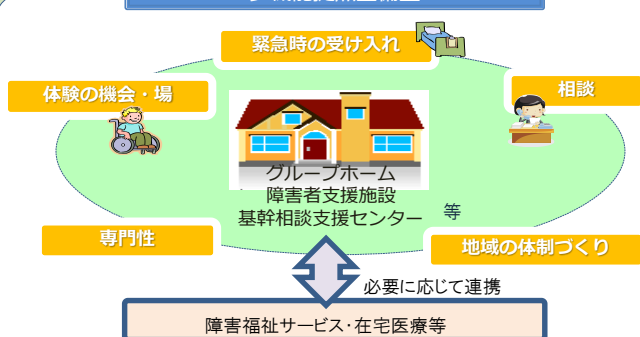 緊急時の受け入れ
体験の機会・場
相談
グループホーム
障害者支援施設
基幹相談支援センター 等
専門性
地域の体制づくり
必要に応じて連携
障害福祉サービス・在宅医療等